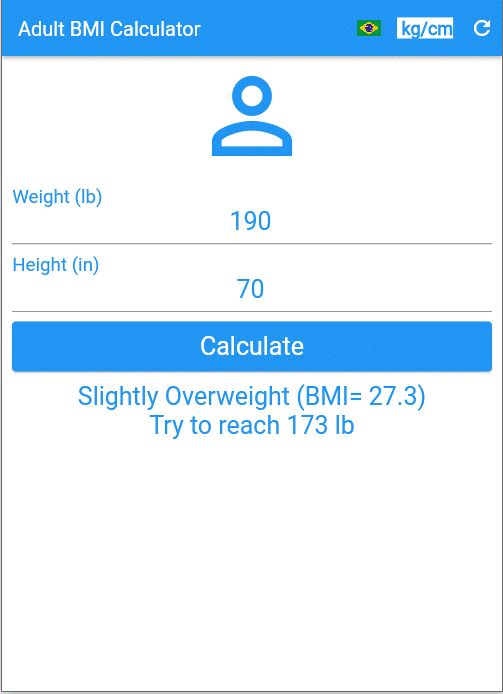 Adult BMI Calculator kg/cm
Weight (lb)
190
Height (in)
70
Calculate
Slightly Overweight (BMI= 27.3)
Try to reach 173 lb